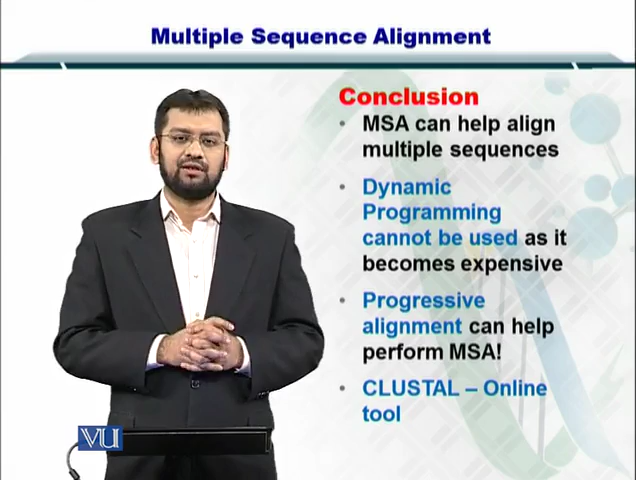 Multiple Sequence Alignment
Conclusion
• MSA can help align
multiple sequences
• Dynamic
Programming
cannot be used as it
becomes expensive
• Progressive
alignment can help
perform MSA!
• CLUSTAL – Online
tool
VU